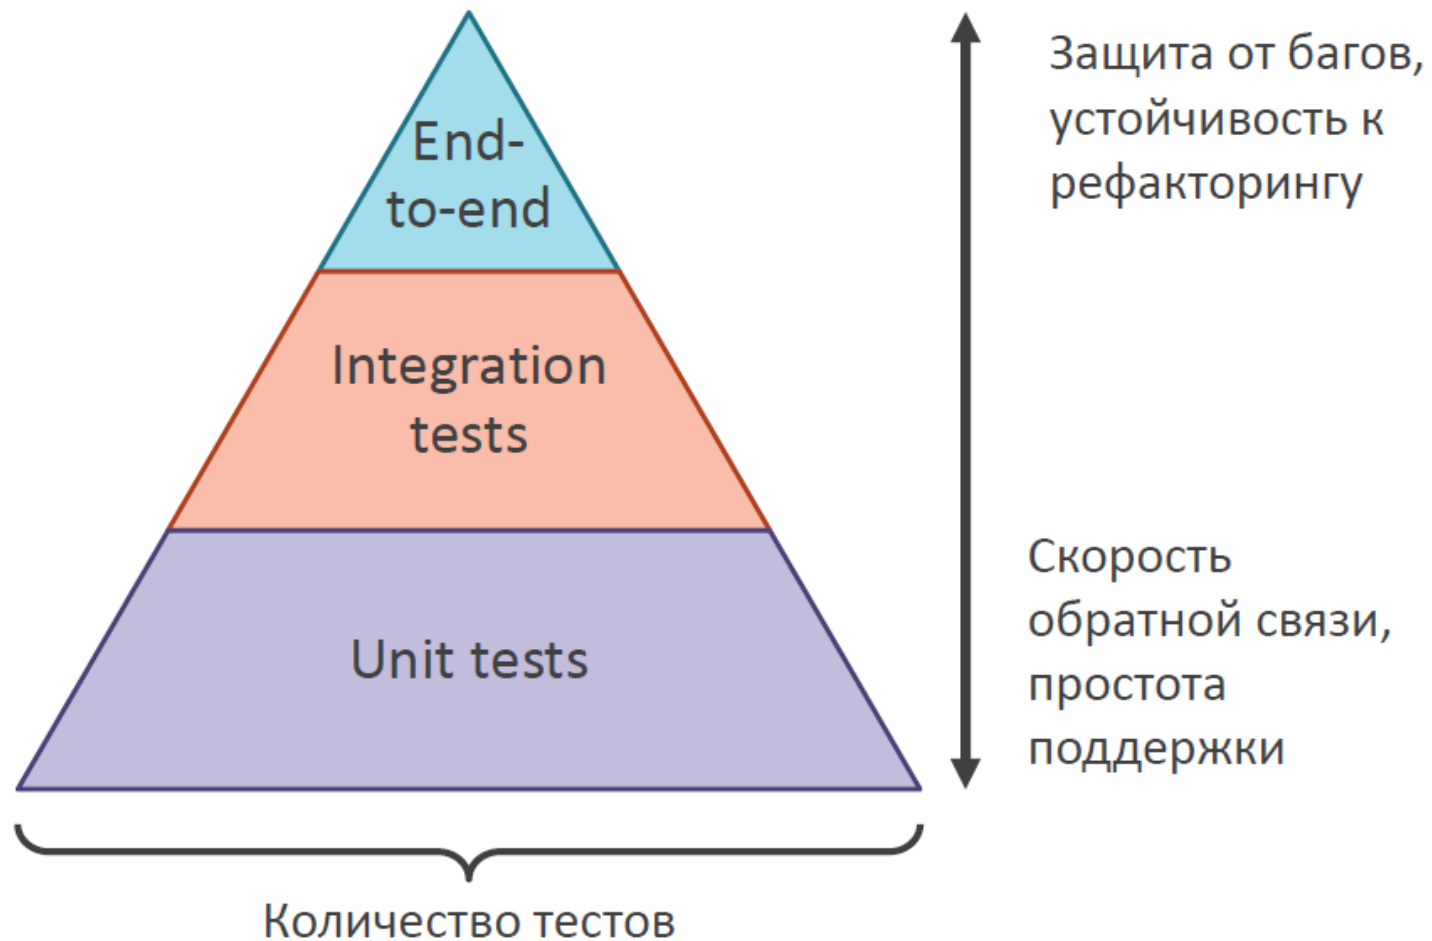 End-
to-end
Integration
tests
Unit tests
Защита от багов,
устойчивость к
рефакторингу
Скорость
обратной связи,
простота
поддержки
Количество тестов